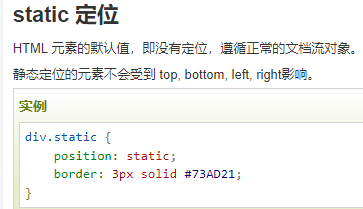 static 定位
HTML 元素的默认值，即没有定位，遵循正常的文档流对象。
静态定位的元素不会受到 top, bottom, left, right影响。
实例
div.static {
    position: static;
    border: 3px solid #73AD21;
}